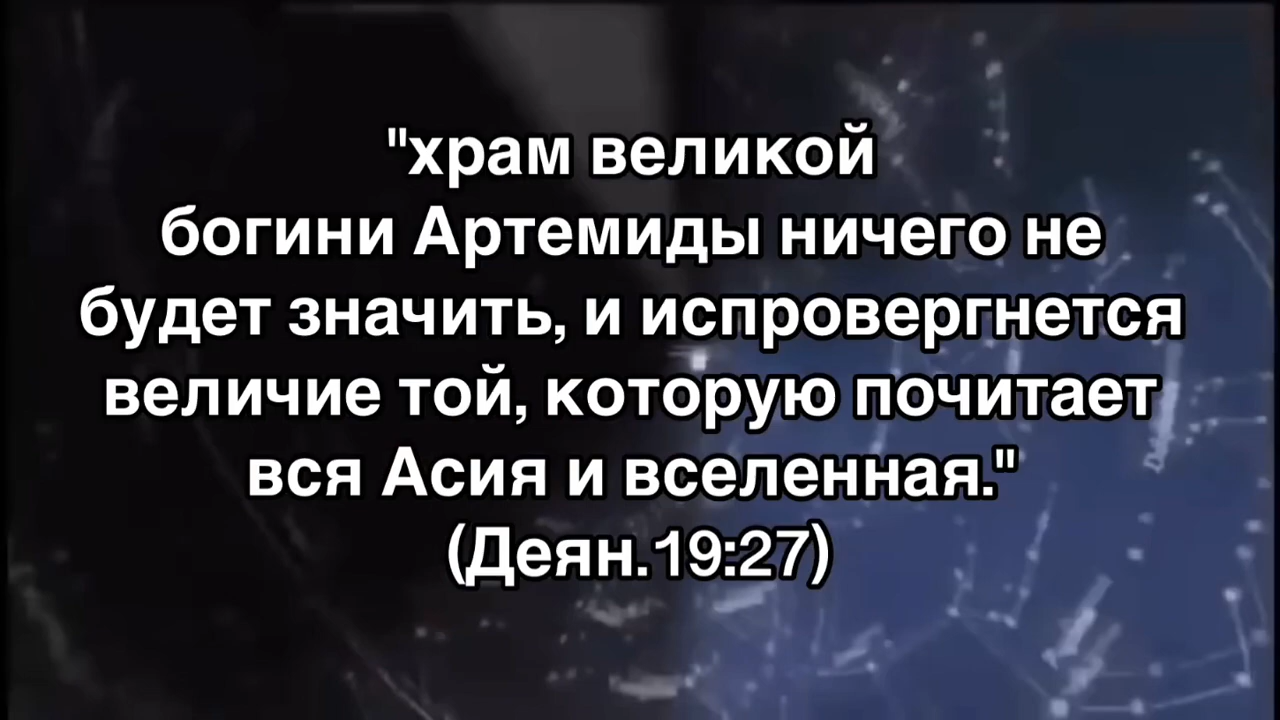 "храм великой
богини Артемиды ничего не
будет значить, и испровергнется
величие той, которую почитает
вся Асия и вселенная."
(Деян.19:27)